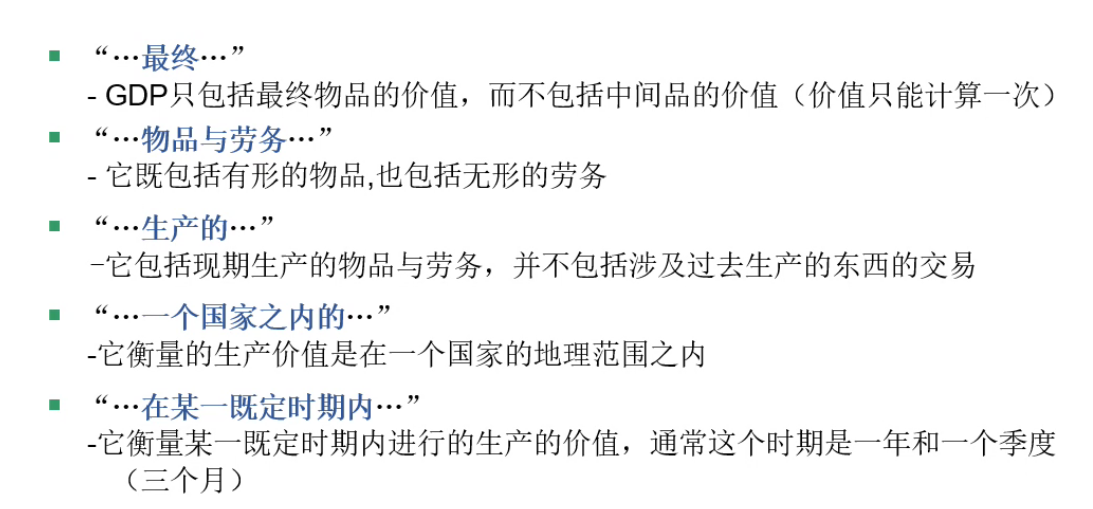 “…最终…”
- GDP只包括最终物品的价值，而不包括中间品的价值（价值只能计算一次）
“…物品与劳务…”
- 它既包括有形的物品,也包括无形的劳务
“…生产的…”
-它包括现期生产的物品与劳务，并不包括涉及过去生产的东西的交易
“…一个国家之内的…”
-它衡量的生产价值是在一个国家的地理范围之内
“…在某一既定时期内…”
-它衡量某一既定时期内进行的生产的价值，通常这个时期是一年和一个季度
（三个月）